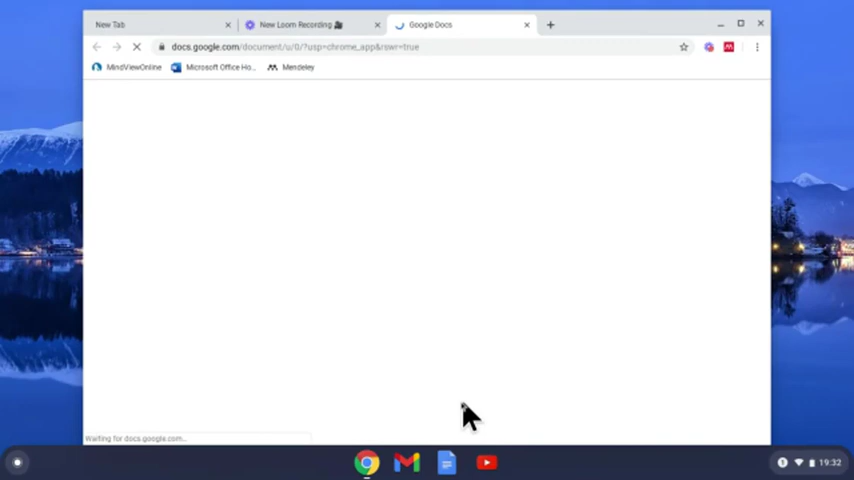 New Tab
New Loom Recording 🎥
Google Docs
docs.google.com/document/u/0/?usp=chrome_app&rswr=true
MindViewOnline
Microsoft Office Ho...
Mendeley
Waiting for docs.google.com...
19:32